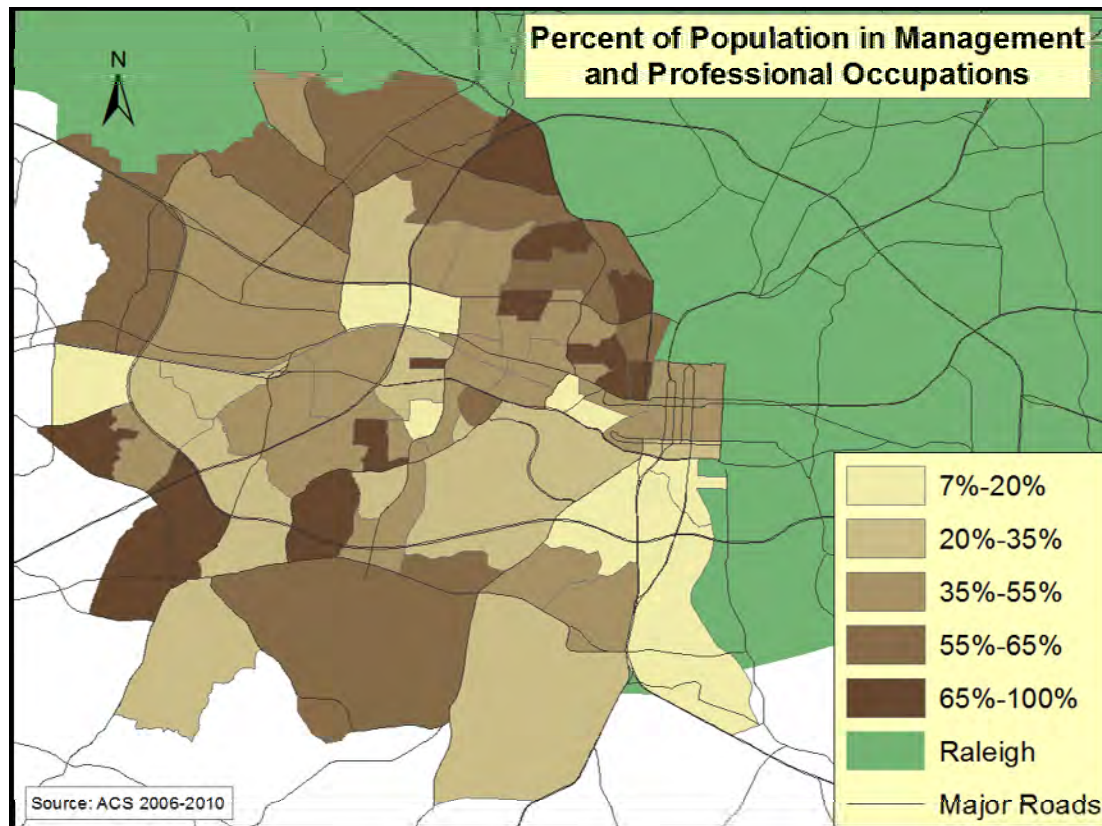 Percent of Population in Management
and Professional Occupations
N
7%-20%
20%-35%
35%-55%
55%-65%
65%-100%
Raleigh
Major Roads
Source: ACS 2006-2010